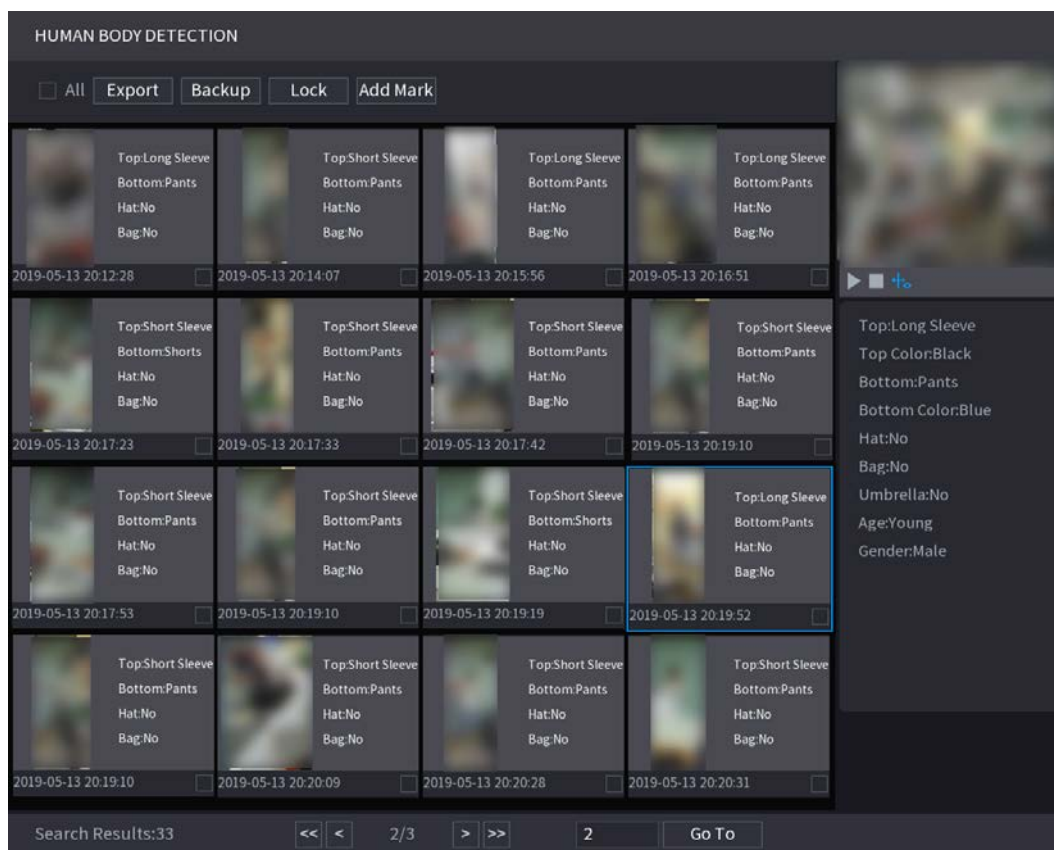 HUMAN BODY DETECTION
All Export Backup Lock Add Mark
Top:Long Sleeve
Bottom:Pants
Hat:No
Bag:No
2019-05-13 20:12:28
Top:Short Sleeve
Bottom:Pants
Hat:No
Bag:No
2019-05-13 20:14:07
Top:Long Sleeve
Bottom:Pants
Hat:No
Bag:No
2019-05-13 20:15:56
Top:Long Sleeve
Bottom:Pants
Hat:No
Bag:No
2019-05-13 20:16:51
Top:Short Sleeve
Bottom:Shorts
Hat:No
Bag:No
2019-05-13 20:17:23
Top:Short Sleeve
Bottom:Pants
Hat:No
Bag:No
2019-05-13 20:17:33
Top:Short Sleeve
Bottom:Pants
Hat:No
Bag:No
2019-05-13 20:17:42
Top:Short Sleeve
Bottom:Pants
Hat:No
Bag:No
2019-05-13 20:19:10
Top:Short Sleeve
Bottom:Pants
Hat:No
Bag:No
2019-05-13 20:17:53
Top:Short Sleeve
Bottom:Pants
Hat:No
Bag:No
2019-05-13 20:19:10
Top:Short Sleeve
Bottom:Shorts
Hat:No
Bag:No
2019-05-13 20:19:19
Top:Long Sleeve
Bottom:Pants
Hat:No
Bag:No
2019-05-13 20:19:52
Top:Short Sleeve
Bottom:Pants
Hat:No
Bag:No
2019-05-13 20:19:10
Top:Short Sleeve
Bottom:Pants
Hat:No
Bag:No
2019-05-13 20:20:09
Top:Short Sleeve
Bottom:Pants
Hat:No
Bag:No
2019-05-13 20:20:28
Top:Short Sleeve
Bottom:Pants
Hat:No
Bag:No
2019-05-13 20:20:31
Top:Long Sleeve
Top Color:Black
Bottom:Pants
Bottom Color:Blue
Hat:No
Bag:No
Umbrella:No
Age:Young
Gender:Male
Search Results:33 << < 2/3 > >> 2 Go To